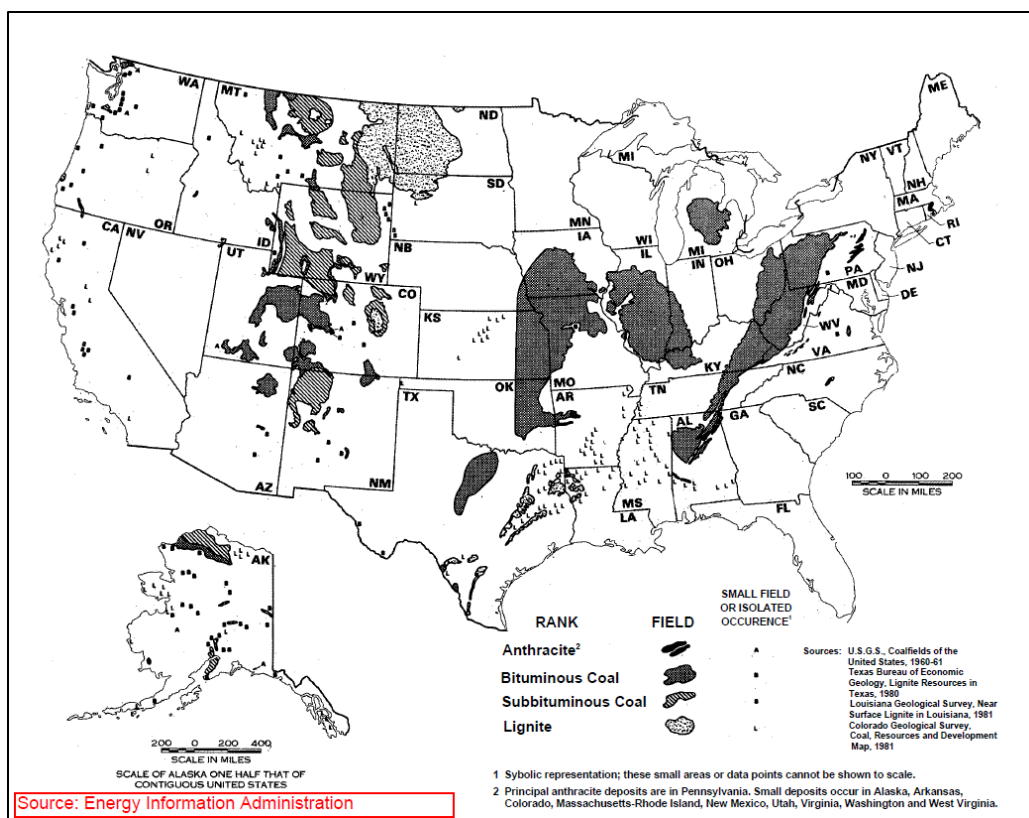 WA
MT
ND
ME
MI
NY
VT
NH
MA
SD
OR
ID
MN
IA
WI
IL
MI
IN
OH
RI
CT
CA
NV
UT
WY
NB
PA
NJ
MD
DE
CO
KS
WV
VA
KY
NC
OK
MO
AR
TN
TX
AL
GA
SC
AZ
NM
MS
LA
FL
100 0 100 200
SCALE IN MILES
AK
200 0 200 400
SCALE IN MILES
SCALE OF ALASKA ONE HALF THAT OF
CONTIGUOUS UNITED STATES
Source: Energy Information Administration
RANK
FIELD
SMALL FIELD
OR ISOLATED
OCCURENCE1
Anthracite2
A
Bituminous Coal
B
Subbituminous Coal
Lignite
L
Sources: U.S.G.S., Coalfields of the
United States, 1960-61
Texas Bureau of Economic
Geology, Lignite Resources in
Texas, 1980
Louisiana Geological Survey, Near
Surface Lignite in Louisiana, 1981
Colorado Geological Survey,
Coal, Resources and Development
Map, 1981
1 Sybolic representation; these small areas or data points cannot be shown to scale.
2 Principal anthracite deposits are in Pennsylvania. Small deposits occur in Alaska, Arkansas,
Colorado, Massachusetts-Rhode Island, New Mexico, Utah, Virginia, Washington and West Virginia.